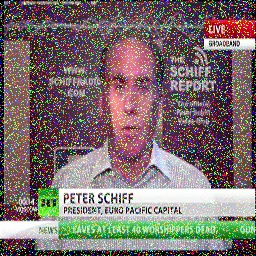 LIVE
BROADBAND
THE
SCHIFF
REPORT
SCHIFFRADIO
.COM
RT
PETER SCHIFF
PRESIDENT, EURO PACIFIC CAPITAL
NEWS
LEAVES AT LEAST 40 WORSHIPPERS DEAD,
GUN